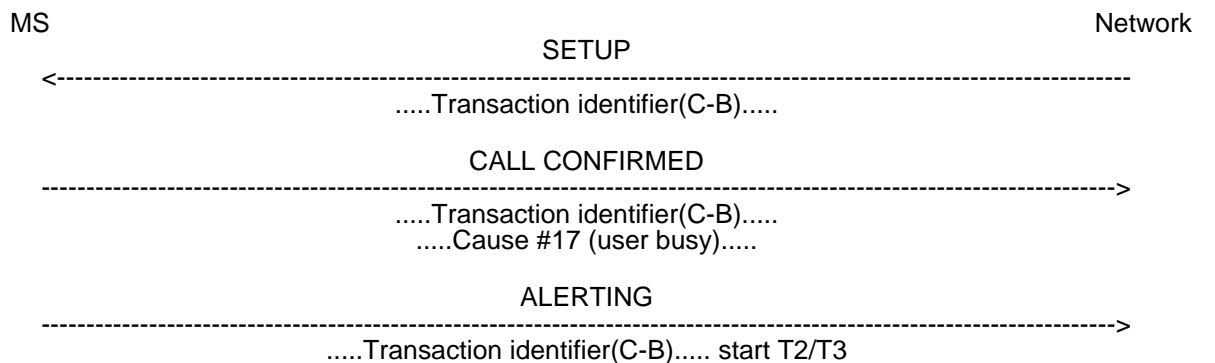 MS Network
SETUP
<-----------------------------------------------------------------------------------------------------------------------
.....Transaction identifier(C-B).....
CALL CONFIRMED
----------------------------------------------------------------------------------------------------------------------->
.....Transaction identifier(C-B).....
.....Cause #17 (user busy).....
ALERTING
----------------------------------------------------------------------------------------------------------------------->
.....Transaction identifier(C-B)..... start T2/T3